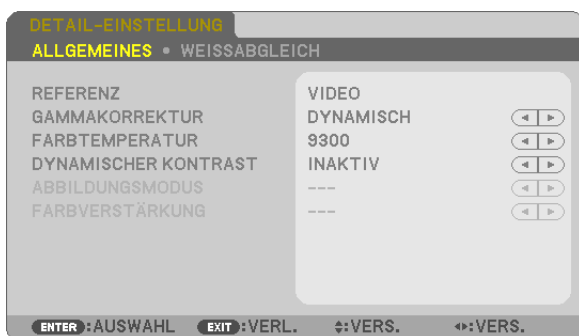 DETAIL-EINSTELLUNG
ALLGEMEINES • WEISSABGLEICH
REFERENZ VIDEO
GAMMAKORREKTUR DYNAMISCH
FARBTEMPERATUR 9300
DYNAMISCHER KONTRAST INAKTIV
ABBILDUNGSMODUS ---
FARBVERSTÄRKUNG ---
ENTER:AUSWAHL EXIT:VERL. :VERS. :VERS.